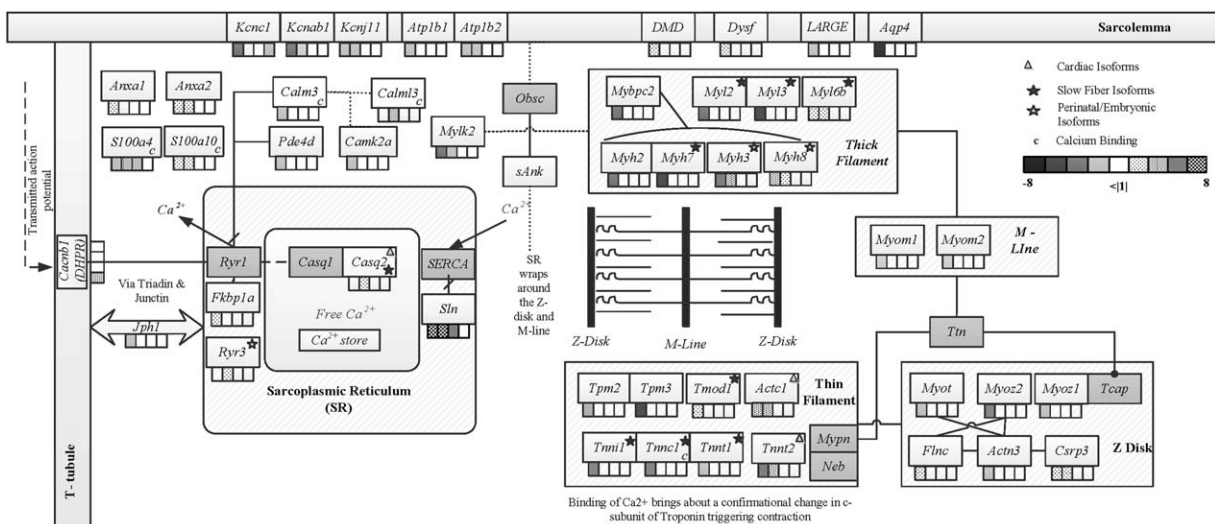 Kcnc1 Kcnab1 Kcnj11 Atp1b1 Atp1b2 DMD Dysf LARGE Aqp4 Sarcolemma
Cardiac Isoforms
Slow Fiber Isoforms
Perinatal/Embryonic
Isoforms
c Calcium Binding
-8 <|1| 8
Transmitted action
potential
T- tubule
Cacnb1
(DHPR)
Anxa1 Anxa2 Calm3 c Calml3 c
S100a4 c S100a10 c Pde4d Camk2a
Mylk2
Obsc
sAnk
SR
wraps
around
the Z-
disk and
M-line
Mybpc2 Myl2 Myl3 Myl6b
Myh2 Myh7 Myh3 Myh8
Thick
Filament
Ca²⁺ Ca²⁺
Ryr1 Casq1 Casq2 SERCA
Fkbp1a Sln
Free Ca²⁺
Ca²⁺ store
Via Triadin &
Junctin
Jph1
Ryr3
Sarcoplasmic Reticulum
(SR)
Z-Disk M-Line Z-Disk
Myom1 Myom2
M -
LIne
Ttn
Tpm2 Tpm3 Tmod1 Actc1
Thin
Filament
Tnni1 Tnnc1 c Tnnt1 Tnnt2
Mypn
Neb
Myot Myoz2 Myoz1 Tcap
Flnc Actn3 Csrp3
Z Disk
Binding of Ca2+ brings about a confirmational change in c-
subunit of Troponin triggering contraction